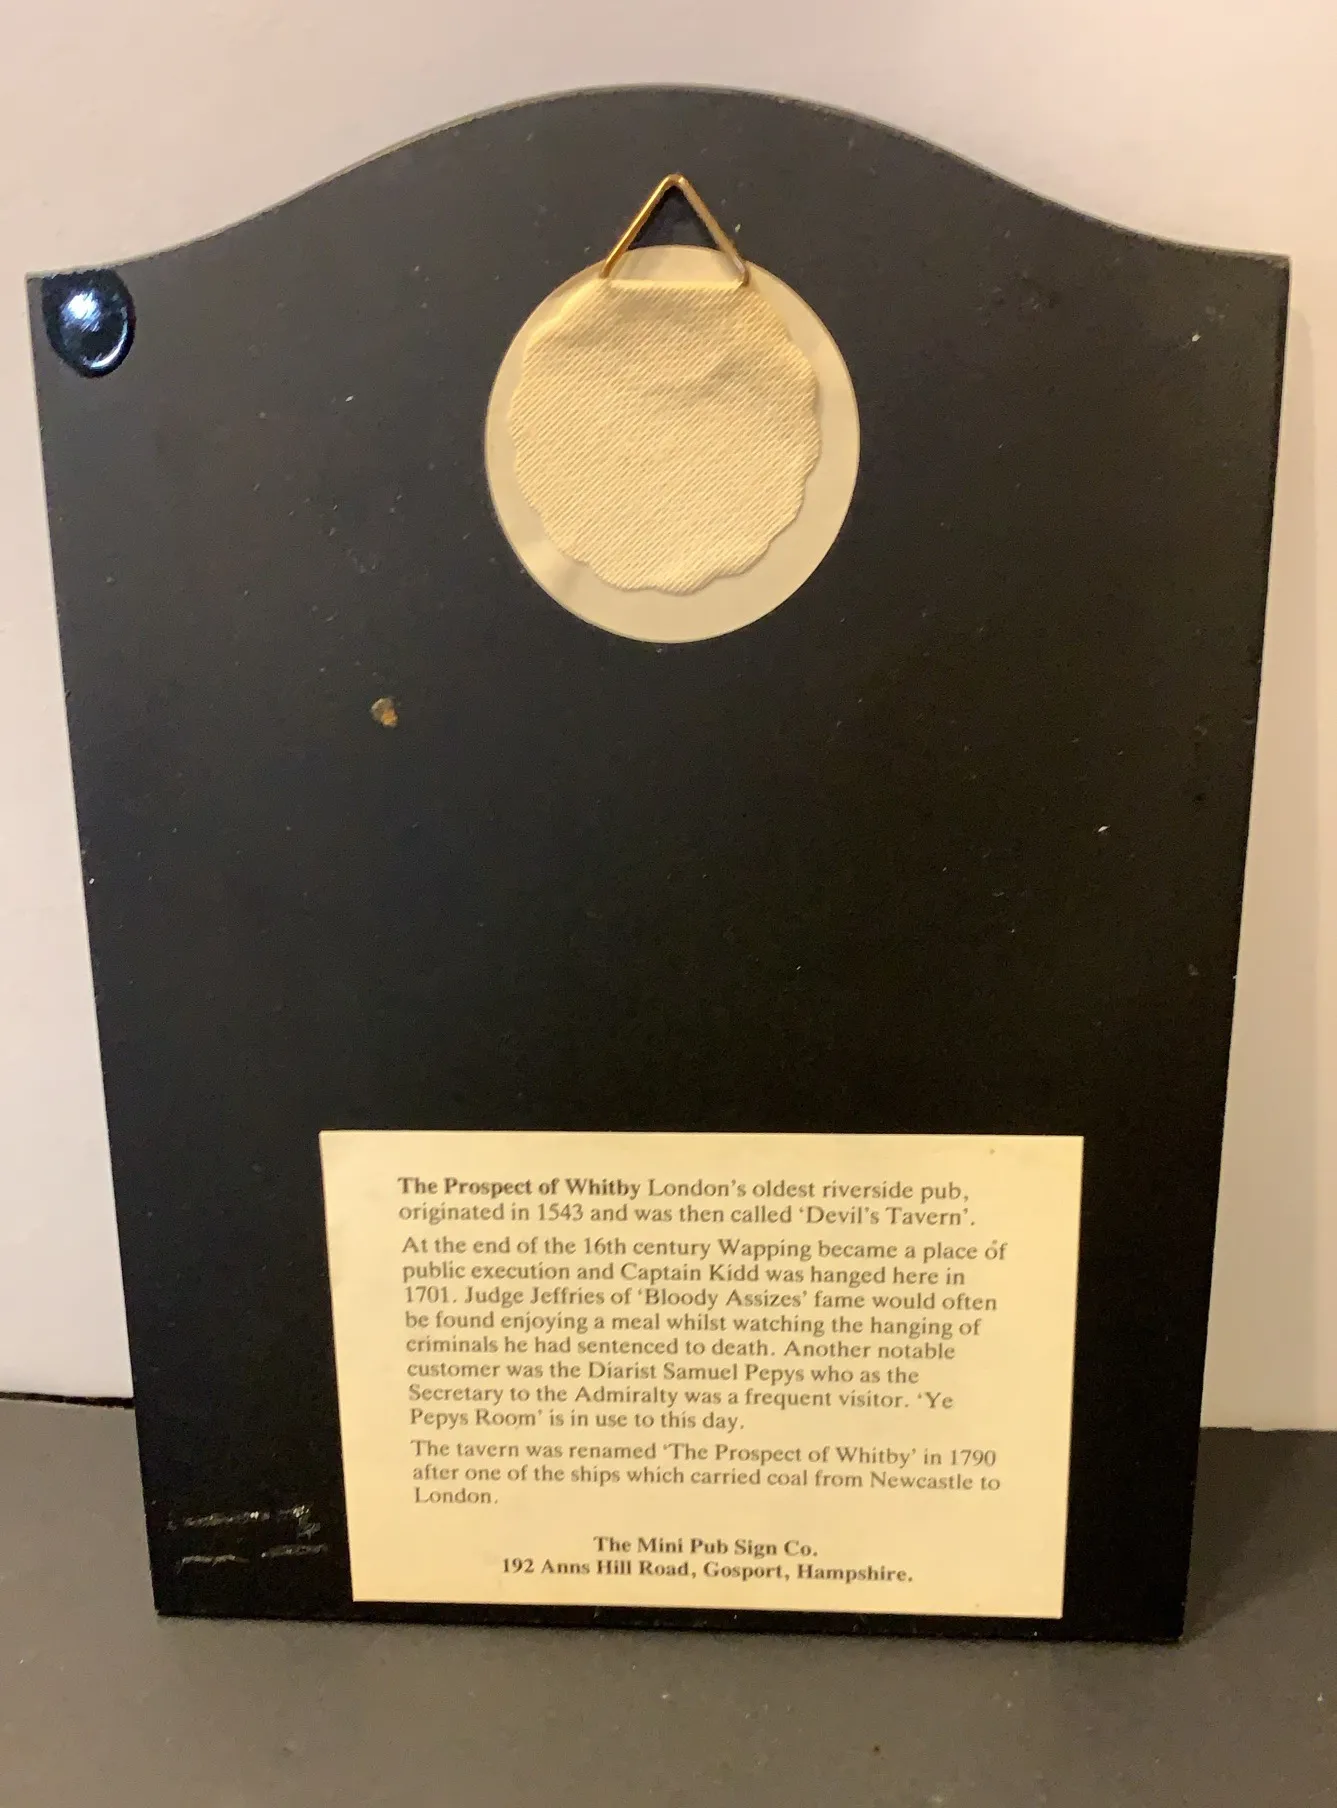 The Prospect of Whitby London's oldest riverside pub,
originated in 1543 and was then called ‘Devil's Tavern’.
At the end of the 16th century Wapping became a place of
public execution and Captain Kidd was hanged here in
1701. Judge Jeffries of ‘Bloody Assizes’ fame would often
be found enjoying a meal whilst watching the hanging of
criminals he had sentenced to death. Another notable
customer was the Diarist Samuel Pepys who as the
Secretary to the Admiralty was a frequent visitor. ‘Ye
Pepys Room’ is in use to this day.
The tavern was renamed ‘The Prospect of Whitby’ in 1790
after one of the ships which carried coal from Newcastle to
London.
The Mini Pub Sign Co.
192 Anns Hill Road, Gosport, Hampshire.